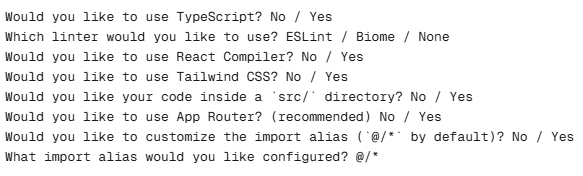 Would you like to use TypeScript? No / Yes
Which linter would you like to use? ESLint / Biome / None
Would you like to use React Compiler? No / Yes
Would you like to use Tailwind CSS? No / Yes
Would you like your code inside a `src/` directory? No / Yes
Would you like to use App Router? (recommended) No / Yes
Would you like to customize the import alias (`@/*` by default)? No / Yes
What import alias would you like configured? @/*